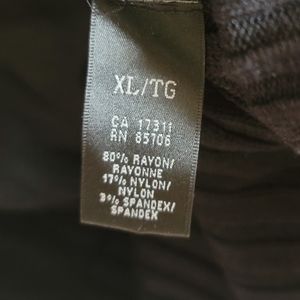 XL/TG
CA 17311
RN 85706
80% RAYON/
RAYONNE
17% NYLON/
NYLON
3% SPANDEX/
SPANDEX